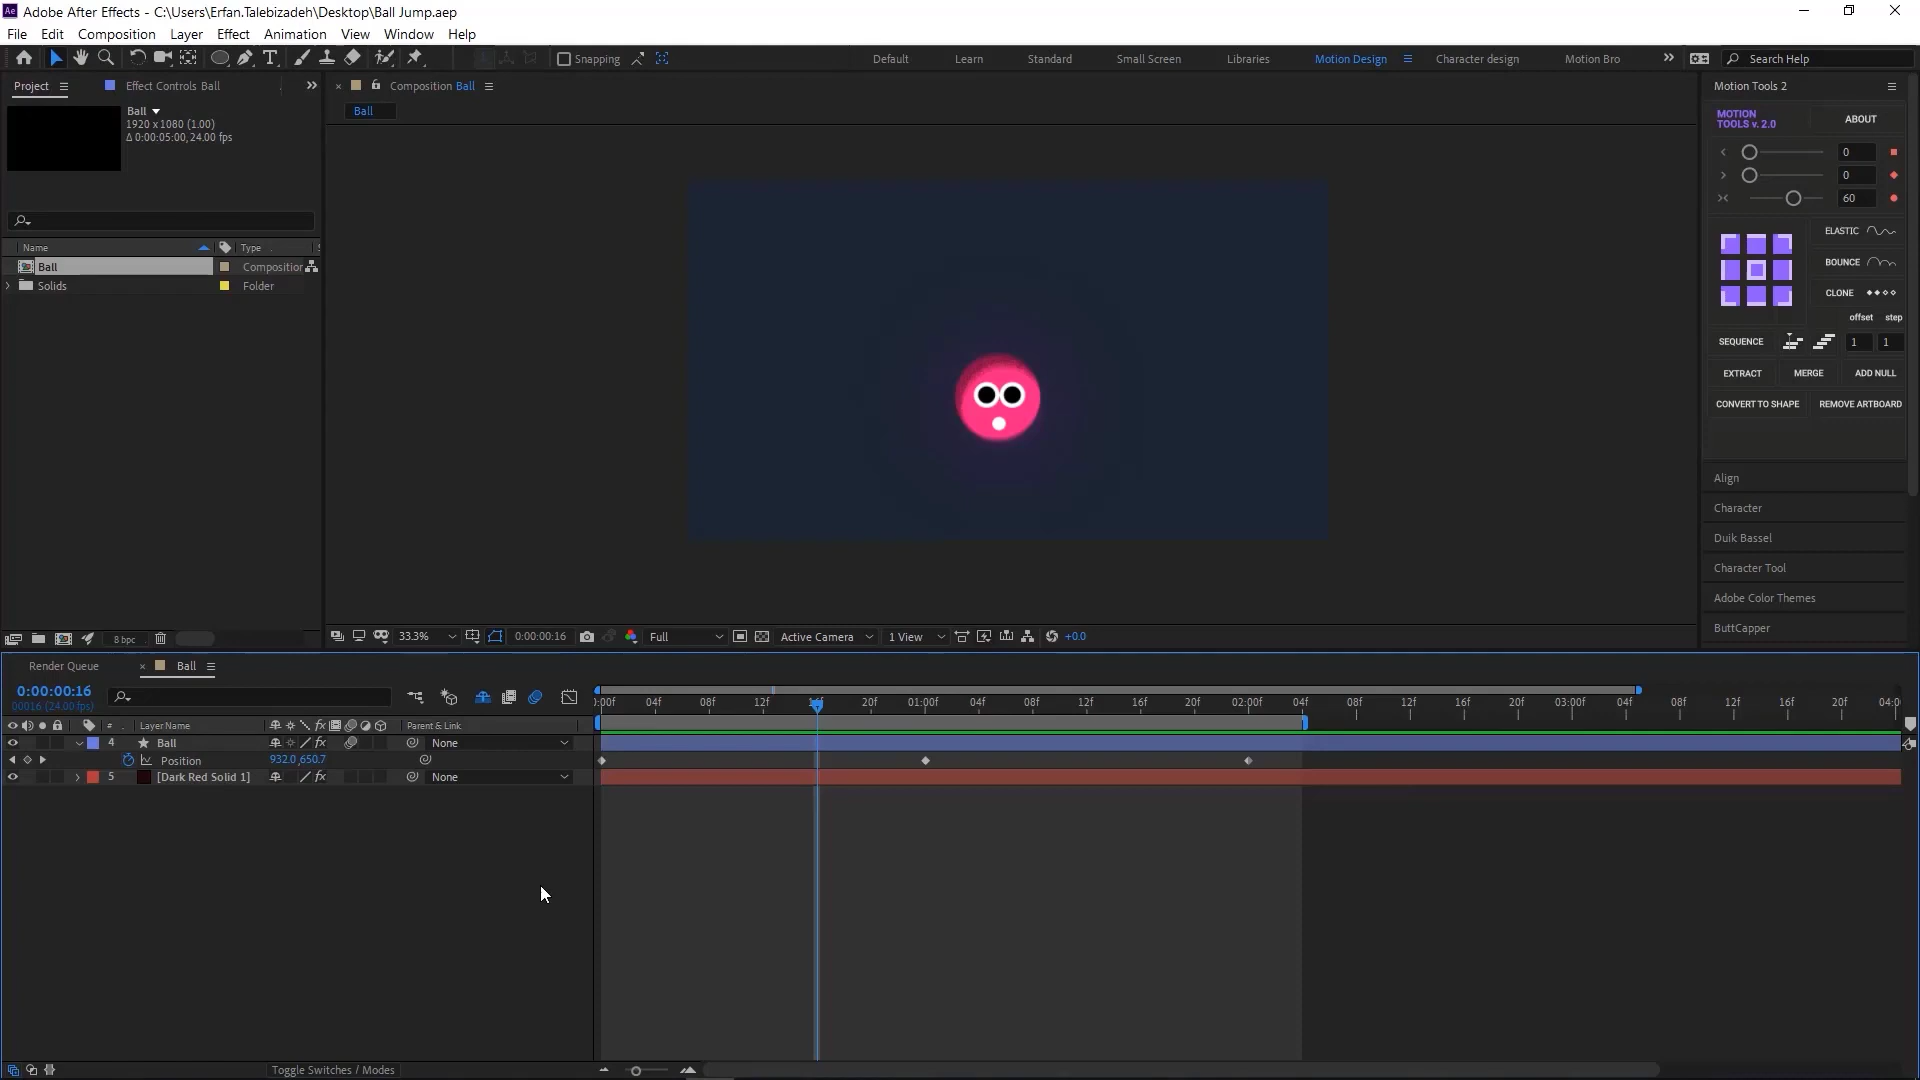 Adobe After Effects - C:\Users\Erfan.Talebizadeh\Desktop\Ball Jump.aep
File Edit Composition Layer Effect Animation View Window Help
Snapping
Default Learn Standard Small Screen Libraries Motion Design Character design Motion Bro
Search Help
Project
Effect Controls Ball
Composition Ball
Motion Tools 2
Ball
1920 x 1080 (1.00)
Δ 0:00:05:00, 24.00 fps
Ball
MOTION
TOOLS v. 2.0
ABOUT
0
0
60
Name Type
Ball Composition
Solids Folder
ELASTIC
BOUNCE
CLONE
offset step
SEQUENCE 1 1
EXTRACT MERGE ADD NULL
CONVERT TO SHAPE REMOVE ARTBOARD
Align
Character
Duik Bassel
Character Tool
Adobe Color Themes
ButtCapper
8 bpc
33.3% 0:00:00:16 Full Active Camera 1 View +0.0
Render Queue Ball
0:00:00:16
00016 (24.00 fps)
:00f 04f 08f 12f 16f 20f 01:00f 04f 08f 12f 16f 20f 02:00f 04f 08f 12f 16f 20f 03:00f 04f 08f 12f 16f 20f 04:0
# Layer Name Parent & Link
4 Ball None
Position 932.0,650.7
5 [Dark Red Solid 1] None
Toggle Switches / Modes